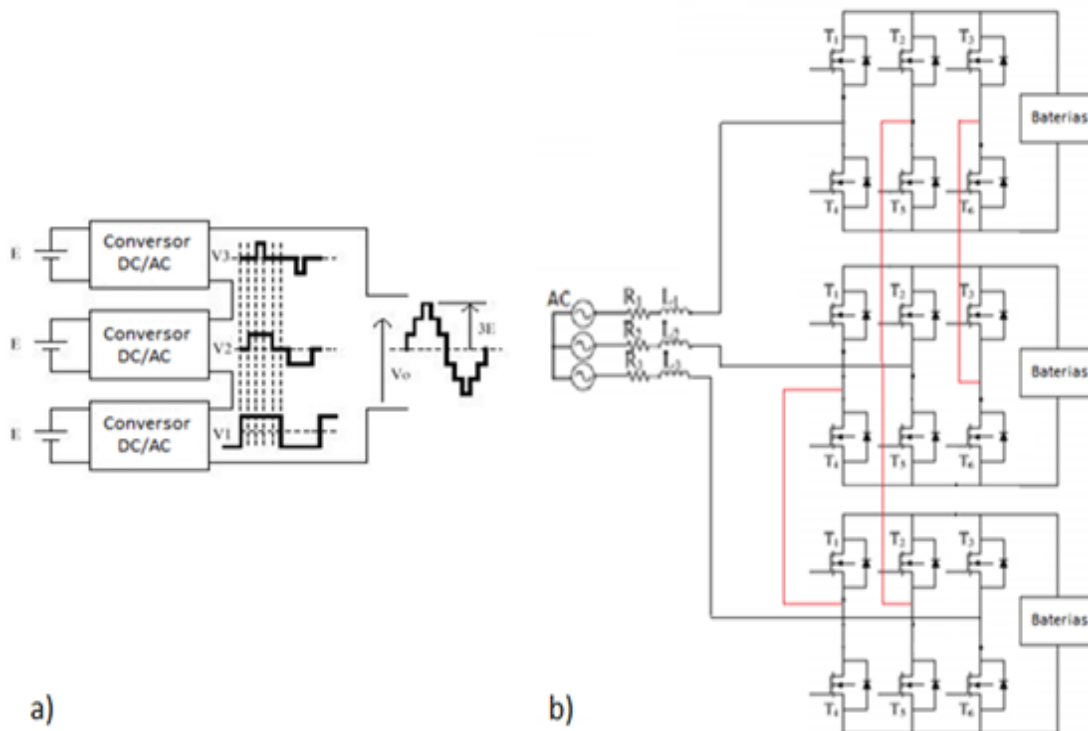 E
Conversor
DC/AC
V3
E
Conversor
DC/AC
V2
E
Conversor
DC/AC
V1
Vo
3E
a)
AC
R1
L1
R2
L2
R3
L3
T1
T2
T3
Baterias
T4
T5
T6
T1
T2
T3
Baterias
T4
T5
T6
T1
T2
T3
Baterias
T4
T5
T6
b)